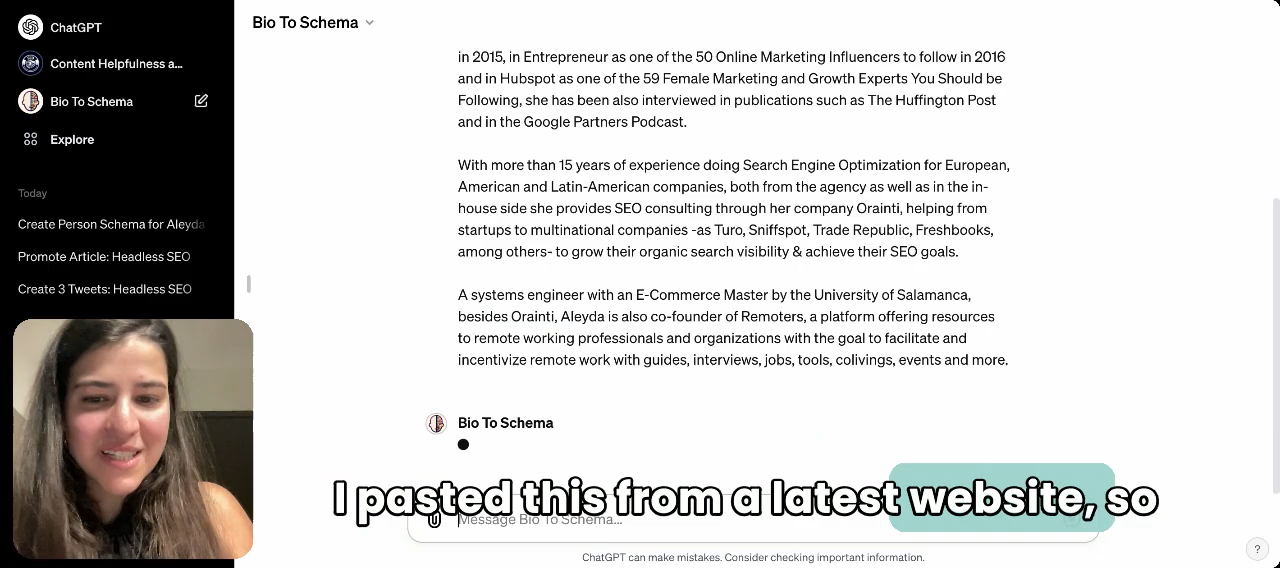 ChatGPT
Content Helpfulness a...
Bio To Schema
Explore
Today
Create Person Schema for Aleyda
Promote Article: Headless SEO
Create 3 Tweets: Headless SEO
Bio To Schema
in 2015, in Entrepreneur as one of the 50 Online Marketing Influencers to follow in 2016
and in Hubspot as one of the 59 Female Marketing and Growth Experts You Should be
Following, she has been also interviewed in publications such as The Huffington Post
and in the Google Partners Podcast.
With more than 15 years of experience doing Search Engine Optimization for European,
American and Latin-American companies, both from the agency as well as in the in-
house side she provides SEO consulting through her company Orainti, helping from
startups to multinational companies -as Turo, Sniffspot, Trade Republic, Freshbooks,
among others- to grow their organic search visibility & achieve their SEO goals.
A systems engineer with an E-Commerce Master by the University of Salamanca,
besides Orainti, Aleyda is also co-founder of Remoters, a platform offering resources
to remote working professionals and organizations with the goal to facilitate and
incentivize remote work with guides, interviews, jobs, tools, colivings, events and more.
Bio To Schema
I pasted this from a latest website, so
Message Bio To Schema...
ChatGPT can make mistakes. Consider checking important information.
?